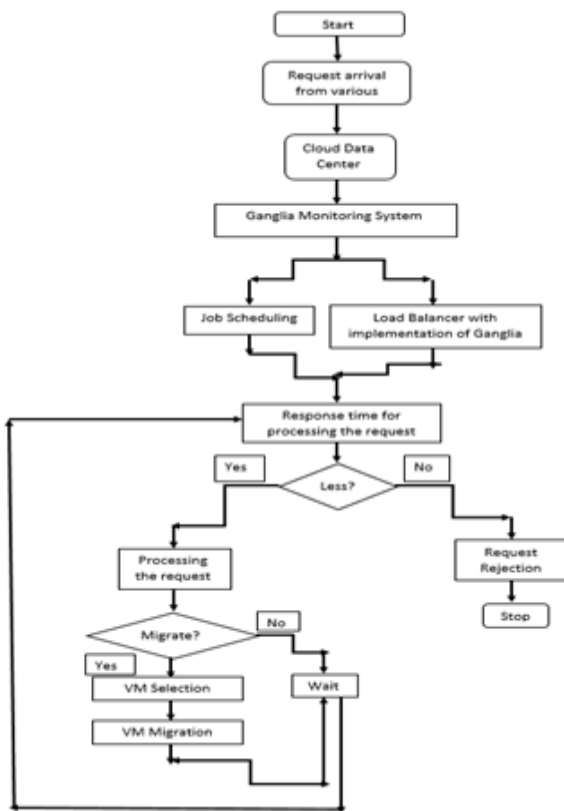 Start
Request arrival
from various
Cloud Data
Center
Ganglia Monitoring System
Job Scheduling
Load Balancer with
implementation of Ganglia
Response time for
processing the request
Yes
No
Less?
Processing
the request
Request
Rejection
Stop
Migrate?
No
Yes
VM Selection
Wait
VM Migration